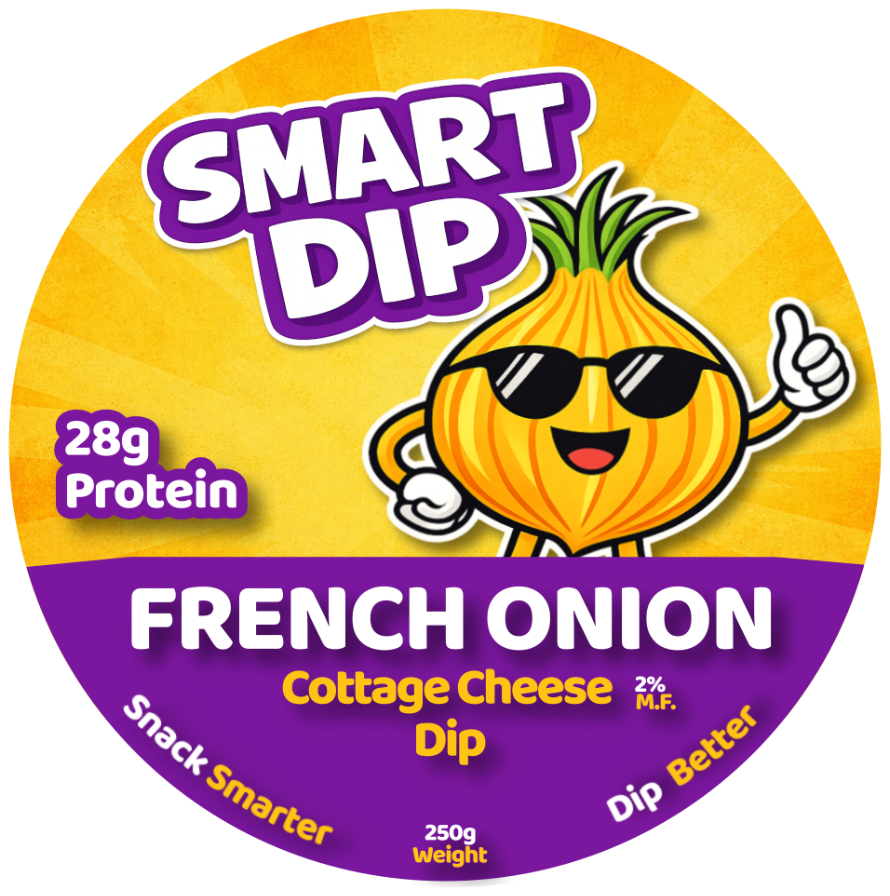 SMART
DIP
28g
Protein
FRENCH ONION
Cottage Cheese
2%
M.F.
Dip
Snack Smarter
Dip Better
250g
Weight